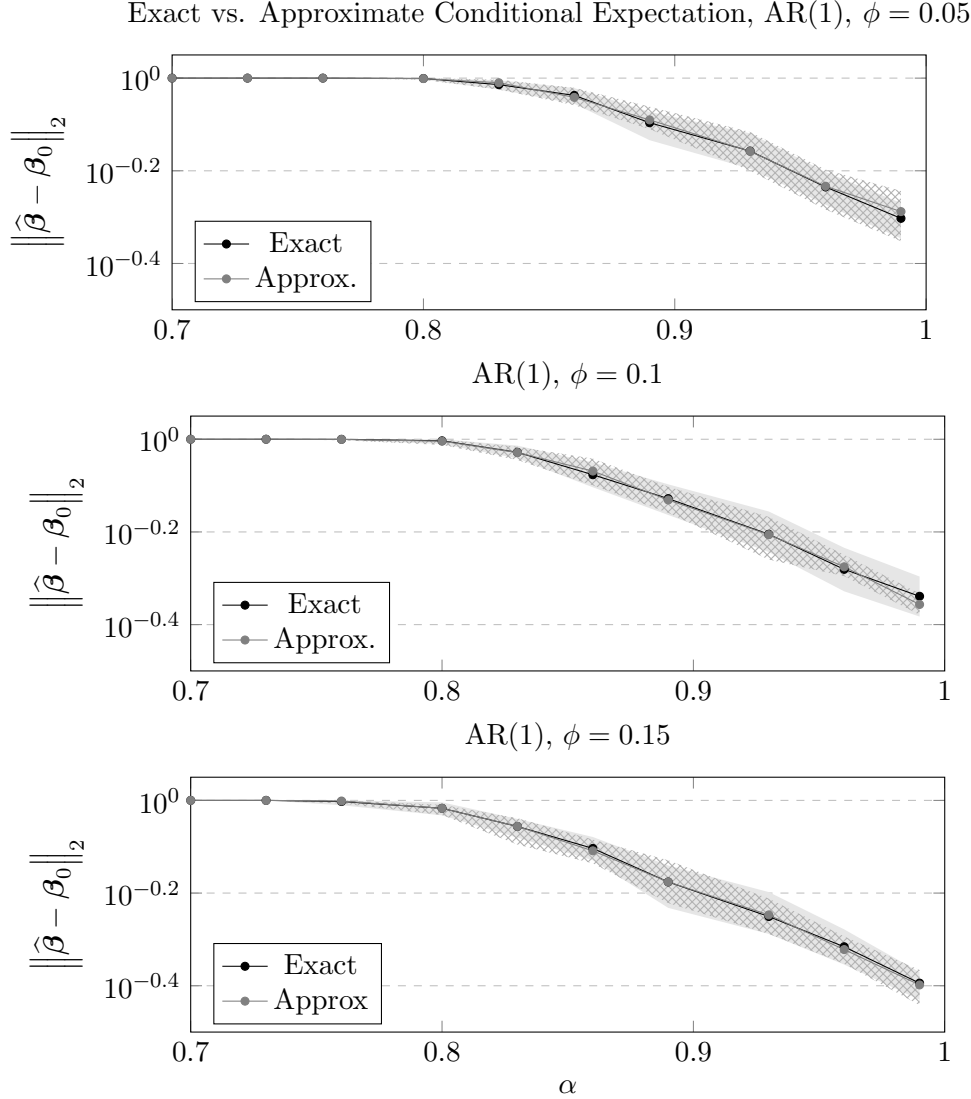 Exact vs. Approximate Conditional Expectation, AR(1), ϕ = 0.05
10^0
10^−0.2
10^−0.4
‖β̂ − β₀‖₂
Exact
Approx.
0.7 0.8 0.9 1
AR(1), ϕ = 0.1
10^0
10^−0.2
10^−0.4
‖β̂ − β₀‖₂
Exact
Approx.
0.7 0.8 0.9 1
AR(1), ϕ = 0.15
10^0
10^−0.2
10^−0.4
‖β̂ − β₀‖₂
Exact
Approx
0.7 0.8 0.9 1
α